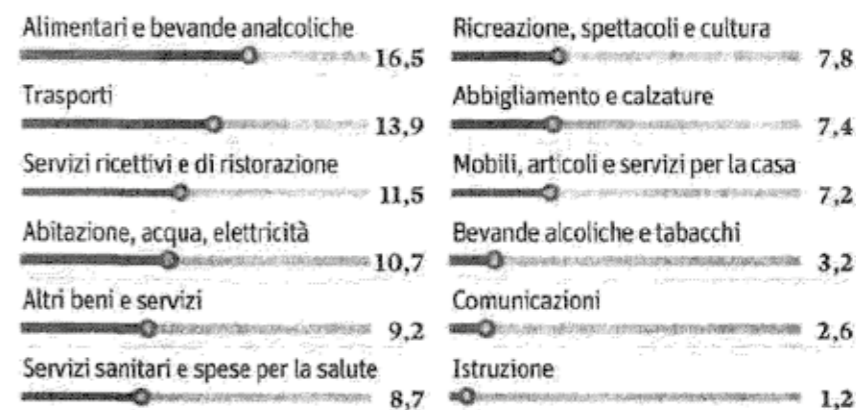 Alimentari e bevande analcoliche
16,5
Trasporti
13,9
Servizi ricettivi e di ristorazione
11,5
Abitazione, acqua, elettricità
10,7
Altri beni e servizi
9,2
Servizi sanitari e spese per la salute
8,7
Ricreazione, spettacoli e cultura
7,8
Abbigliamento e calzature
7,4
Mobili, articoli e servizi per la casa
7,2
Bevande alcoliche e tabacchi
3,2
Comunicazioni
2,6
Istruzione
1,2